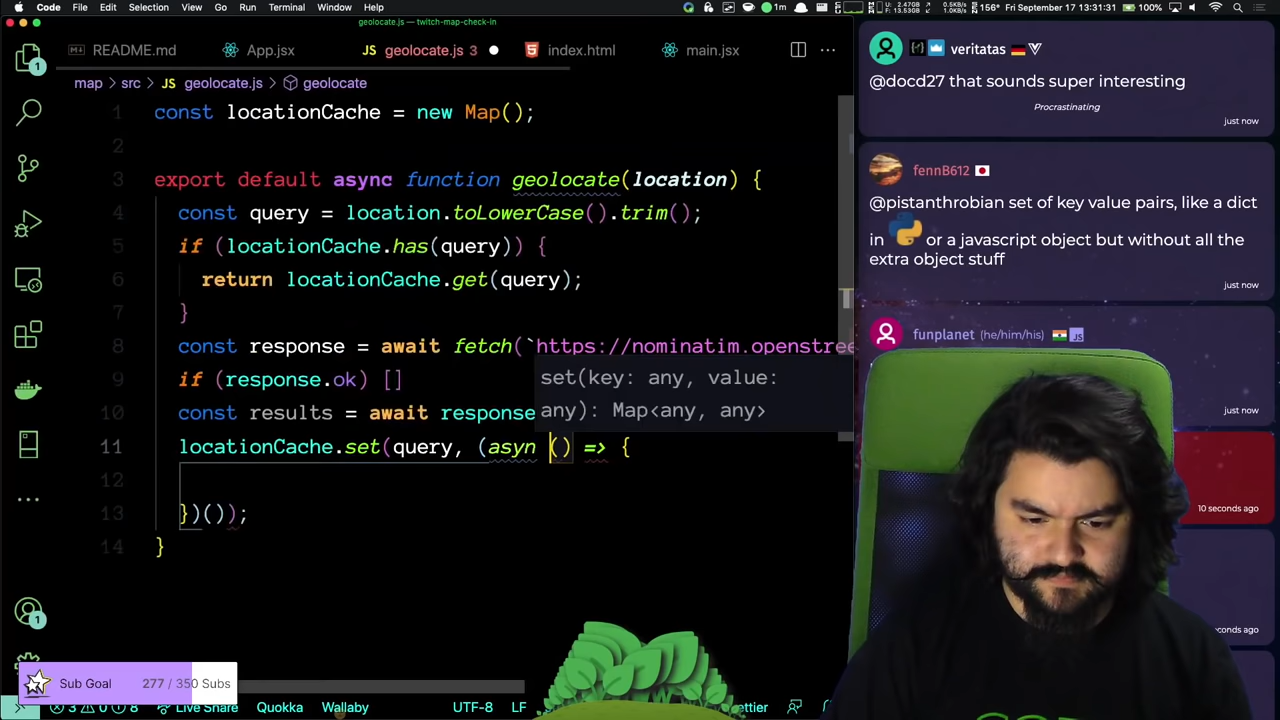 Code File Edit Selection View Go Run Terminal Window Help
156° Fri September 17 13:31:31 100%
geolocate.js — twitch-map-check-in
README.md App.jsx JS geolocate.js 3 index.html main.jsx
map > src > JS geolocate.js > geolocate
1 const locationCache = new Map();
2
3 export default async function geolocate(location) {
4 const query = location.toLowerCase().trim();
5 if (locationCache.has(query)) {
6 return locationCache.get(query);
7 }
8 const response = await fetch(`https://nominatim.openstree
9 if (response.ok) []
10 const results = await response
11 locationCache.set(query, (asyn () => {
13 })());
14 }
set(key: any, value:
any): Map<any, any>
Sub Goal 277 / 350 Subs
3 0 8 Live Share Quokka Wallaby UTF-8 LF
veritatas
@docd27 that sounds super interesting
Procrastinating
just now
fennB612
@pistanthrobian set of key value pairs, like a dict
in or a javascript object but without all the
extra object stuff
just now
funplanet (he/him/his) JS
just now
10 seconds ago